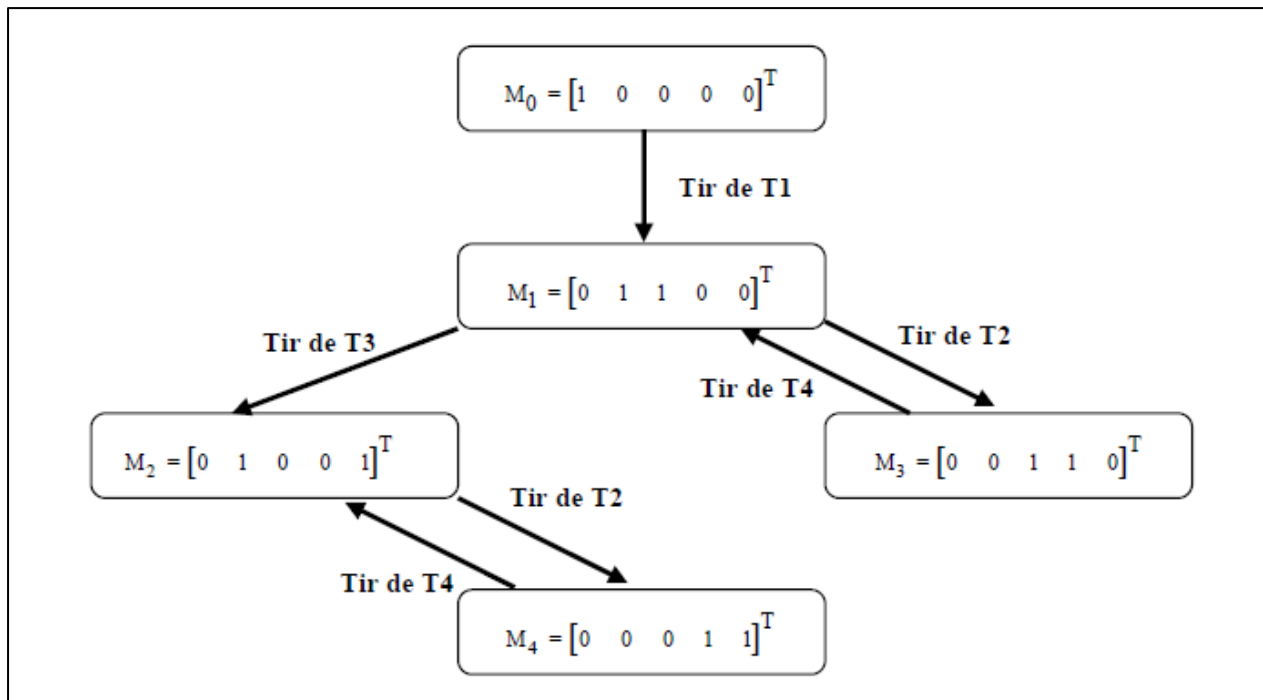 M₀ = [1 0 0 0 0]ᵀ
Tir de T1
M₁ = [0 1 1 0 0]ᵀ
Tir de T3
Tir de T2
Tir de T4
M₂ = [0 1 0 0 1]ᵀ
M₃ = [0 0 1 1 0]ᵀ
Tir de T2
Tir de T4
M₄ = [0 0 0 1 1]ᵀ